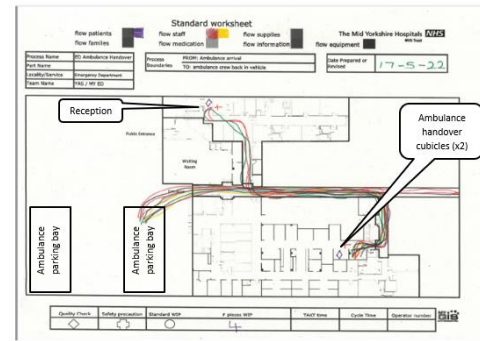 Standard worksheet
flow patients
flow staff
flow supplies
The Mid Yorkshire Hospitals NHS
NHS Trust
flow families
flow medication
flow information
flow equipment
Process Name
ED Ambulance Handover
Process Boundaries
FROM: Ambulance arrival
TO: ambulance crew back in vehicle
Date Prepared or Revised
17-5-22
Part Name
Locality/Service
Emergency Department
Team Name
YAS / MY ED
Reception
Ambulance handover cubicles (x2)
Public Entrance
Waiting Room
Ambulance parking bay
Ambulance parking bay
Quality Check
Safety precaution
Standard WIP
# pieces WIP
4
TAKT time
Cycle Time
Operator number